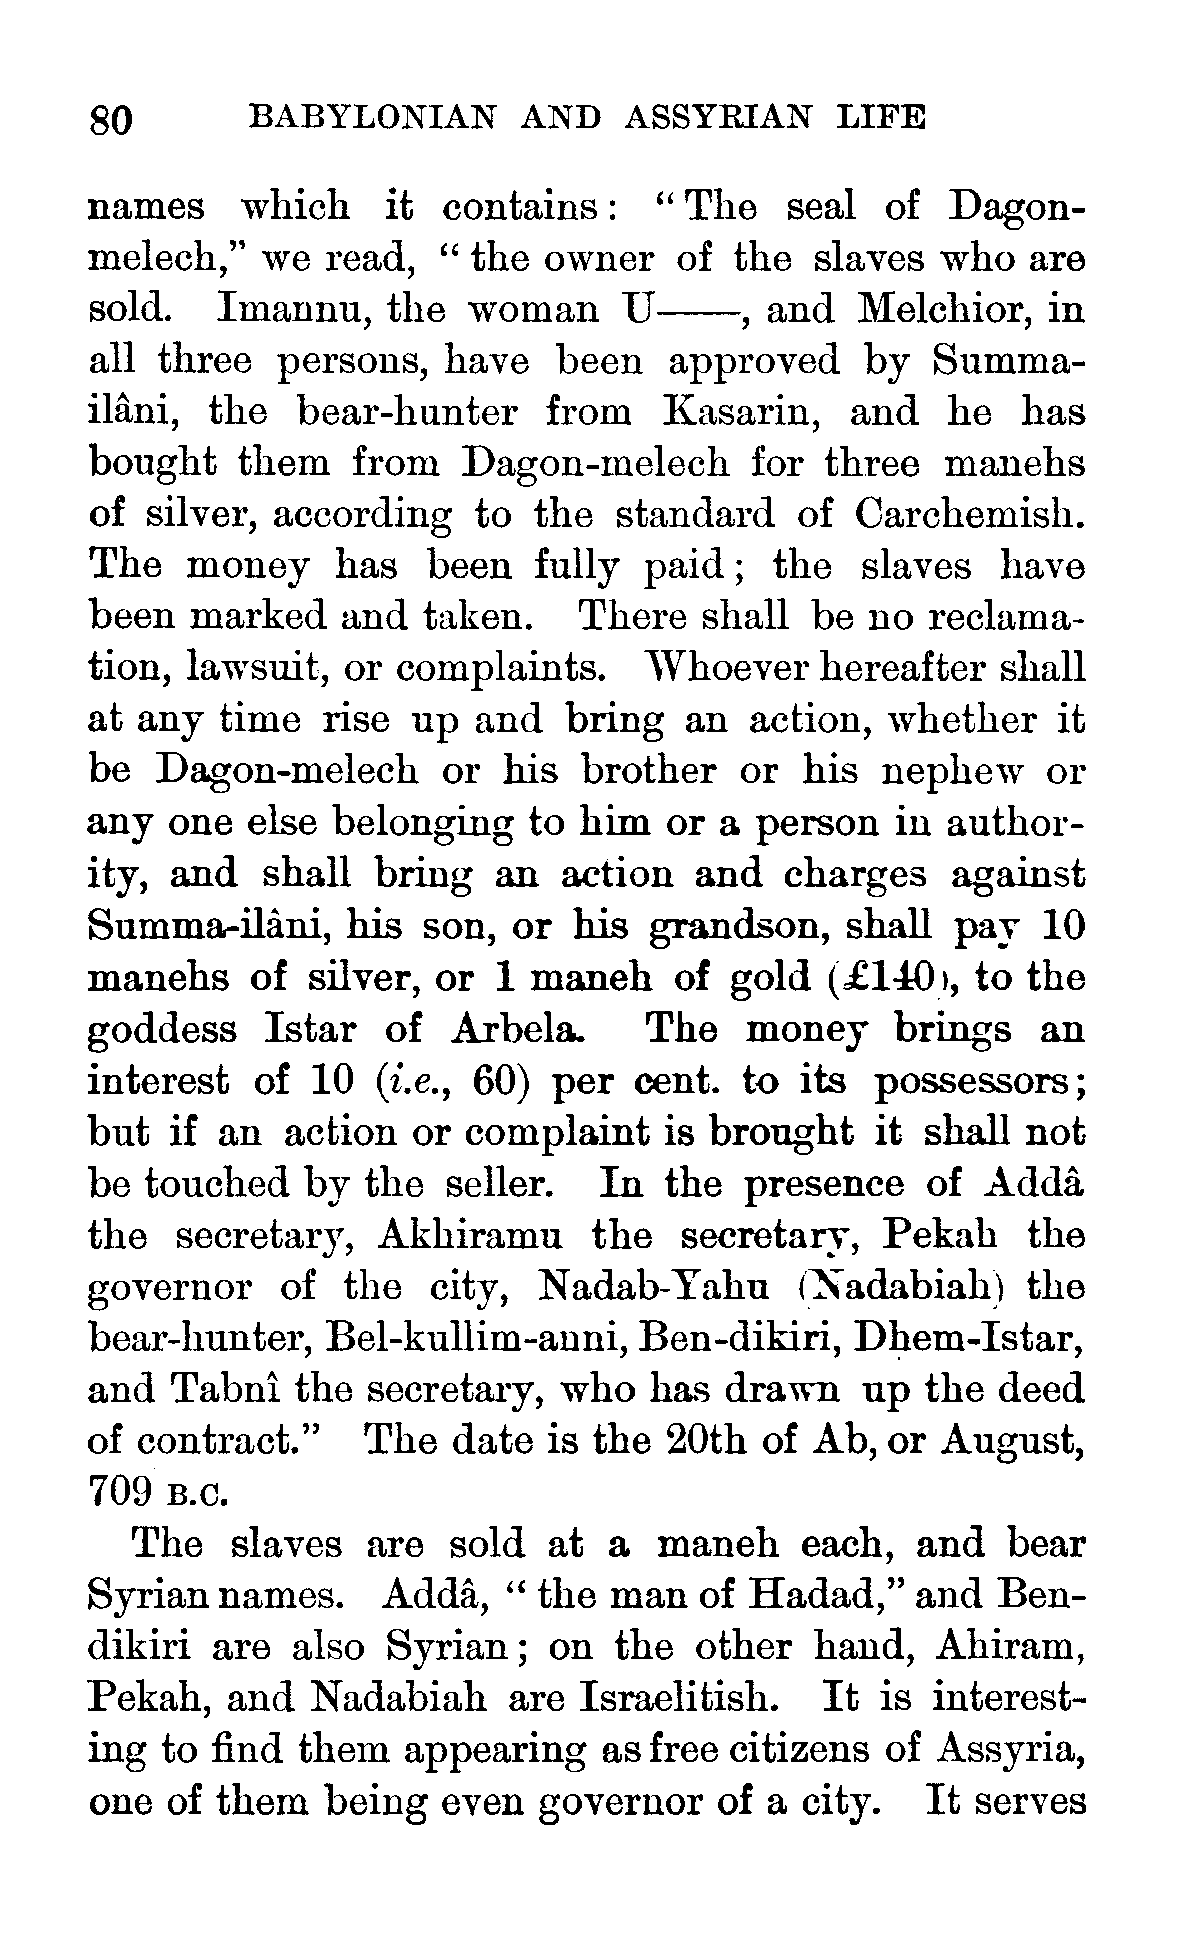 80 BABYLONIAN AND ASSYRIAN LIFE
names which it contains: “The seal of Dagon-
melech,” we read, “the owner of the slaves who are
sold. Imannu, the woman U——, and Melchior, in
all three persons, have been approved by Summa-
ilâni, the bear-hunter from Kasarin, and he has
bought them from Dagon-melech for three manehs
of silver, according to the standard of Carchemish.
The money has been fully paid; the slaves have
been marked and taken. There shall be no reclama-
tion, lawsuit, or complaints. Whoever hereafter shall
at any time rise up and bring an action, whether it
be Dagon-melech or his brother or his nephew or
any one else belonging to him or a person in author-
ity, and shall bring an action and charges against
Summa-ilâni, his son, or his grandson, shall pay 10
manehs of silver, or 1 maneh of gold (£140), to the
goddess Istar of Arbela. The money brings an
interest of 10 (i.e., 60) per cent. to its possessors;
but if an action or complaint is brought it shall not
be touched by the seller. In the presence of Addâ
the secretary, Akhiramu the secretary, Pekah the
governor of the city, Nadab-Yahu (Nadabiah) the
bear-hunter, Bel-kullim-anni, Ben-dikiri, Dhem-Istar,
and Tabnî the secretary, who has drawn up the deed
of contract.” The date is the 20th of Ab, or August,
709 B.C.
The slaves are sold at a maneh each, and bear
Syrian names. Addâ, “the man of Hadad,” and Ben-
dikiri are also Syrian; on the other hand, Ahiram,
Pekah, and Nadabiah are Israelitish. It is interest-
ing to find them appearing as free citizens of Assyria,
one of them being even governor of a city. It serves